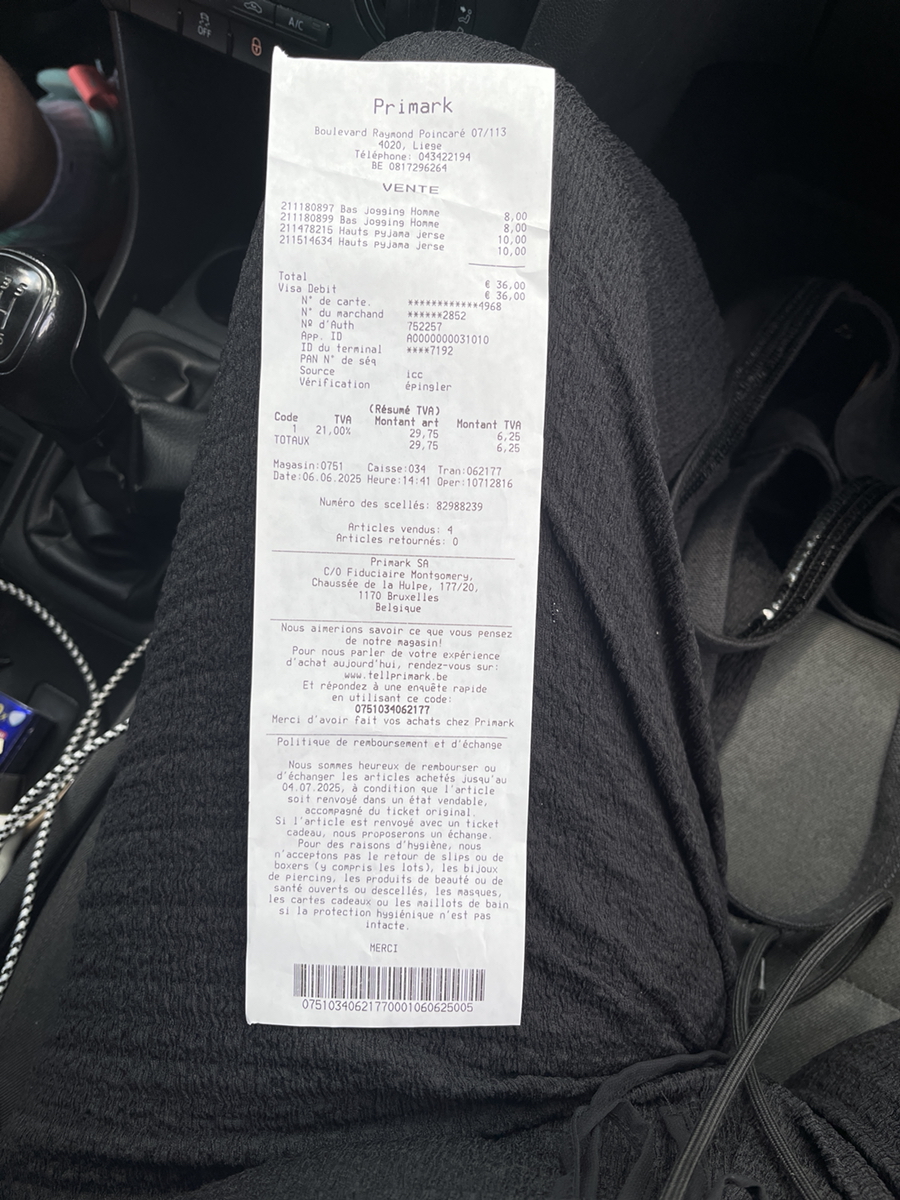 OFF
A/C
Primark
Boulevard Raymond Poincaré 07/113
4020, Liege
Téléphone: 043422194
BE 0817296264
VENTE
211180897 Bas jogging Homme 8,00
211180899 Bas jogging Homme 8,00
211478215 Hauts pyjama jerse 10,00
211514634 Hauts pyjama jerse 10,00
Total € 36,00
Visa Debit € 36,00
N° de carte. ************4968
N° du marchand ******2852
Nº d'Auth 752257
App. ID A0000000031010
ID du terminal ****7192
PAN N° de séq
Source icc
Vérification épingler
(Résumé TVA)
Code TVA Montant art Montant TVA
1 21,00% 29,75 6,25
TOTAUX 29,75 6,25
Magasin:0751 Caisse:034 Tran:062177
Date:06.06.2025 Heure:14:41 Oper:10712816
Numéro des scellés: 82988239
Articles vendus: 4
Articles retournés: 0
Primark SA
C/O Fiduciaire Montgomery,
Chaussée de la Hulpe, 177/20,
1170 Bruxelles
Belgique
Nous aimerions savoir ce que vous pensez
de notre magasin!
Pour nous parler de votre expérience
d'achat aujourd'hui, rendez-vous sur:
www.tellprimark.be
Et répondez à une enquête rapide
en utilisant ce code:
0751034062177
Merci d'avoir fait vos achats chez Primark
Politique de remboursement et d'échange
Nous sommes heureux de rembourser ou
d'échanger les articles achetés jusqu'au
04.07.2025, à condition que l'article
soit renvoyé dans un état vendable,
accompagné du ticket original.
Si l'article est renvoyé avec un ticket
cadeau, nous proposerons un échange.
Pour des raisons d'hygiène, nous
n'acceptons pas le retour de slips ou de
boxers (y compris les lots), les bijoux
de piercing, les produits de beauté ou de
santé ouverts ou descellés, les masques,
les cartes cadeaux ou les maillots de bain
si la protection hygiénique n'est pas
intacte.
MERCI
07510340621770001060625005